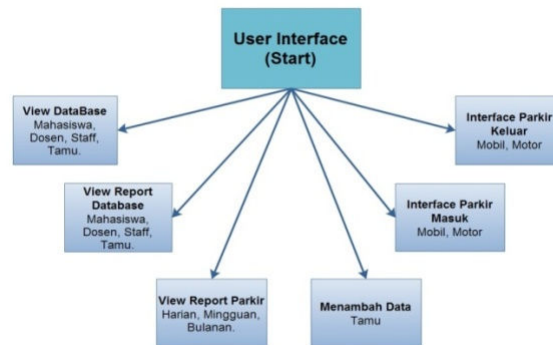 User Interface
(Start)
View DataBase
Mahasiswa,
Dosen, Staff,
Tamu.
Interface Parkir
Keluar
Mobil, Motor
View Report
Database
Mahasiswa,
Dosen, Staff,
Tamu.
Interface Parkir
Masuk
Mobil, Motor
View Report Parkir
Harian, Mingguan,
Bulanan.
Menambah Data
Tamu